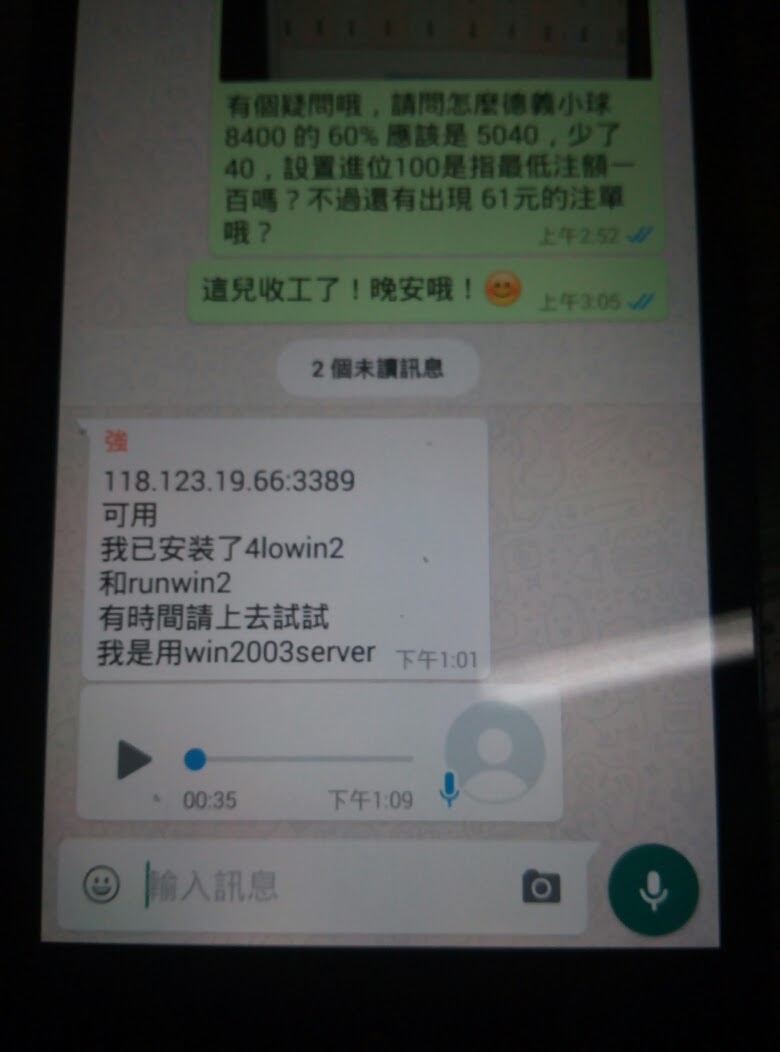 有個疑問哦，請問怎麼德義小球
8400 的 60% 應該是 5040，少了
40，設置進位100是指最低注額一
百嗎？不過還有出現 61元的注單
哦？
上午2:52
這兒收工了！晚安哦！
上午3:05
2 個未讀訊息
強
118.123.19.66:3389
可用
我已安裝了4lowin2
和runwin2
有時間請上去試試
我是用win2003server
下午1:01
00:35
下午1:09
輸入訊息